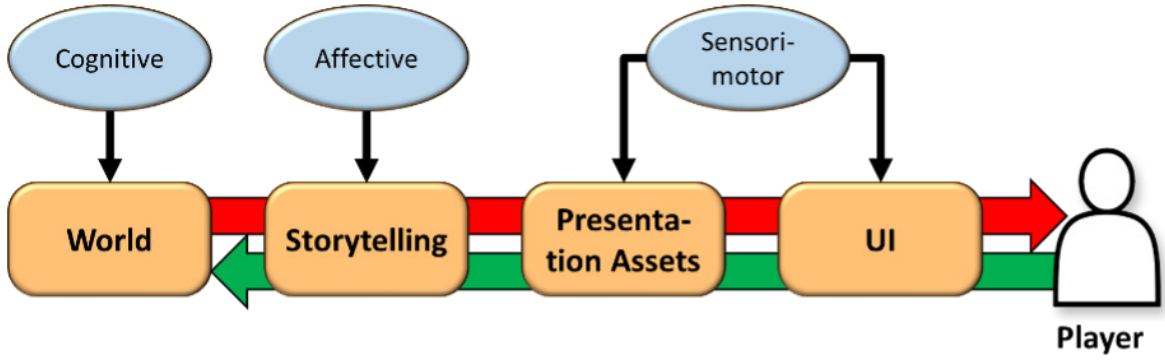 Cognitive
Affective
Sensori-
motor
World
Storytelling
Presenta-
tion Assets
UI
Player